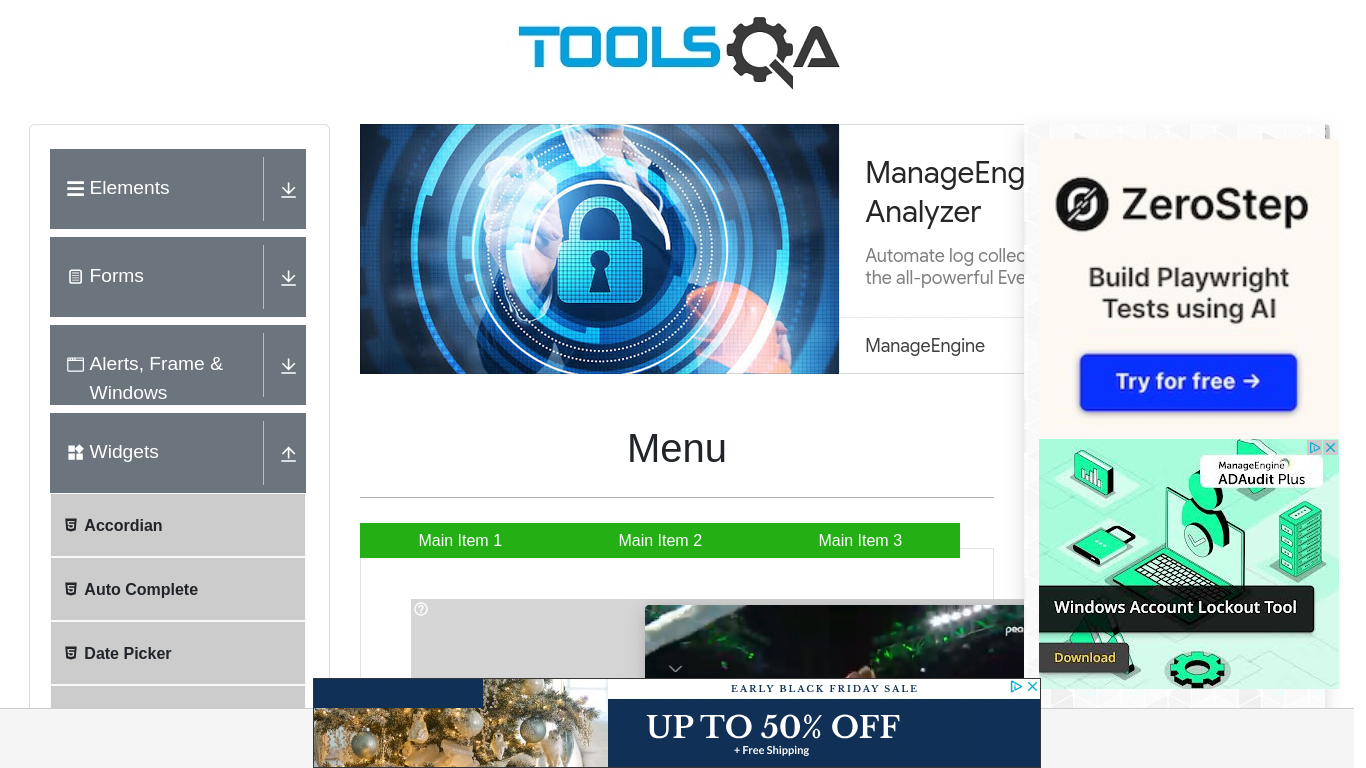 TOOLSQA
Elements
Forms
Alerts, Frame &
Windows
Widgets
Accordian
Auto Complete
Date Picker
ManageEng
Analyzer
Automate log collec
the all-powerful Eve
ManageEngine
Menu
Main Item 1
Main Item 2
Main Item 3
ZeroStep
Build Playwright
Tests using AI
Try for free →
ManageEngine
ADAudit Plus
Windows Account Lockout Tool
Download
EARLY BLACK FRIDAY SALE
UP TO 50% OFF
+ Free Shipping